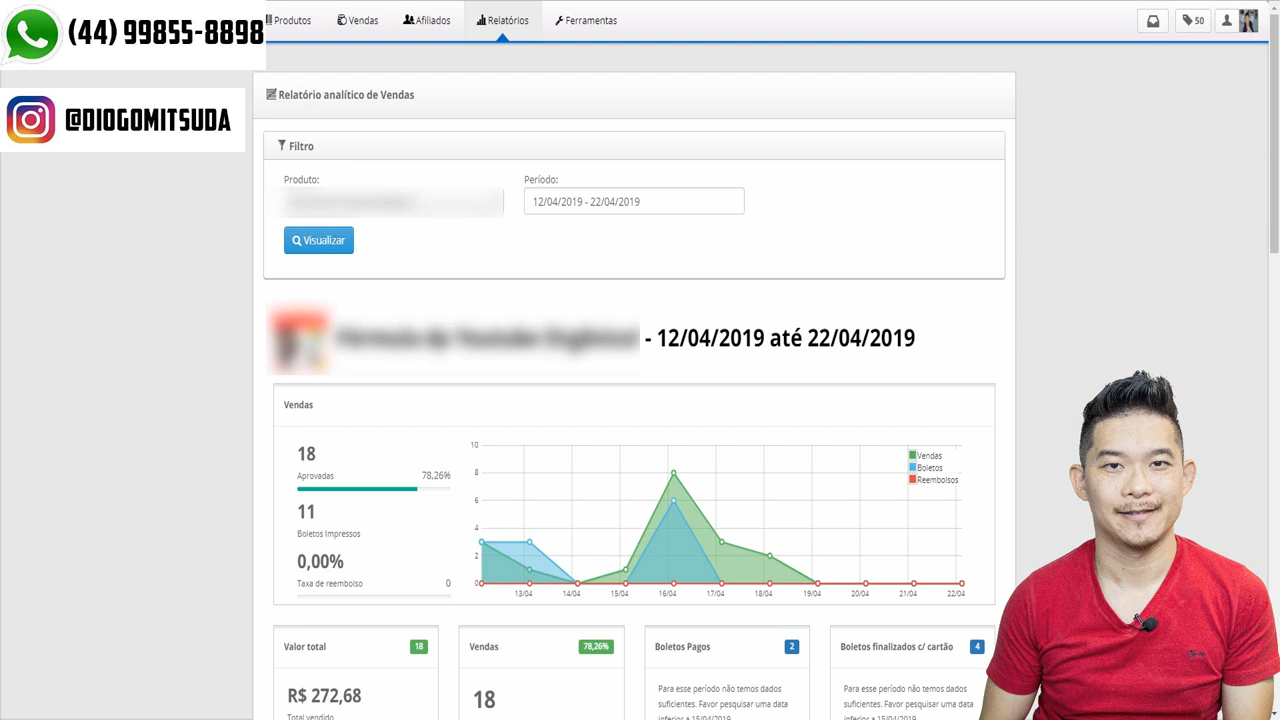 (44) 99855-8898
@DIOGOMITSUDA
Produtos
Vendas
Afiliados
Relatórios
Ferramentas
50
Relatório analítico de Vendas
Filtro
Produto:
Período:
12/04/2019 - 22/04/2019
Visualizar
- 12/04/2019 até 22/04/2019
Vendas
18
Aprovadas
78,26%
11
Boletos Impressos
0,00%
Taxa de reembolso
0
10
8
6
4
2
0
13/04
14/04
15/04
16/04
17/04
18/04
19/04
20/04
21/04
22/04
Vendas
Boletos
Reembolsos
Valor total
18
R$ 272,68
Total vendido
Vendas
78,26%
18
Boletos Pagos
2
Para esse período não temos dados
suficientes. Favor pesquisar uma data
inferior a 15/04/2019
Boletos finalizados c/ cartão
4
Para esse período não temos dados
suficientes. Favor pesquisar uma data
inferior a 15/04/2019